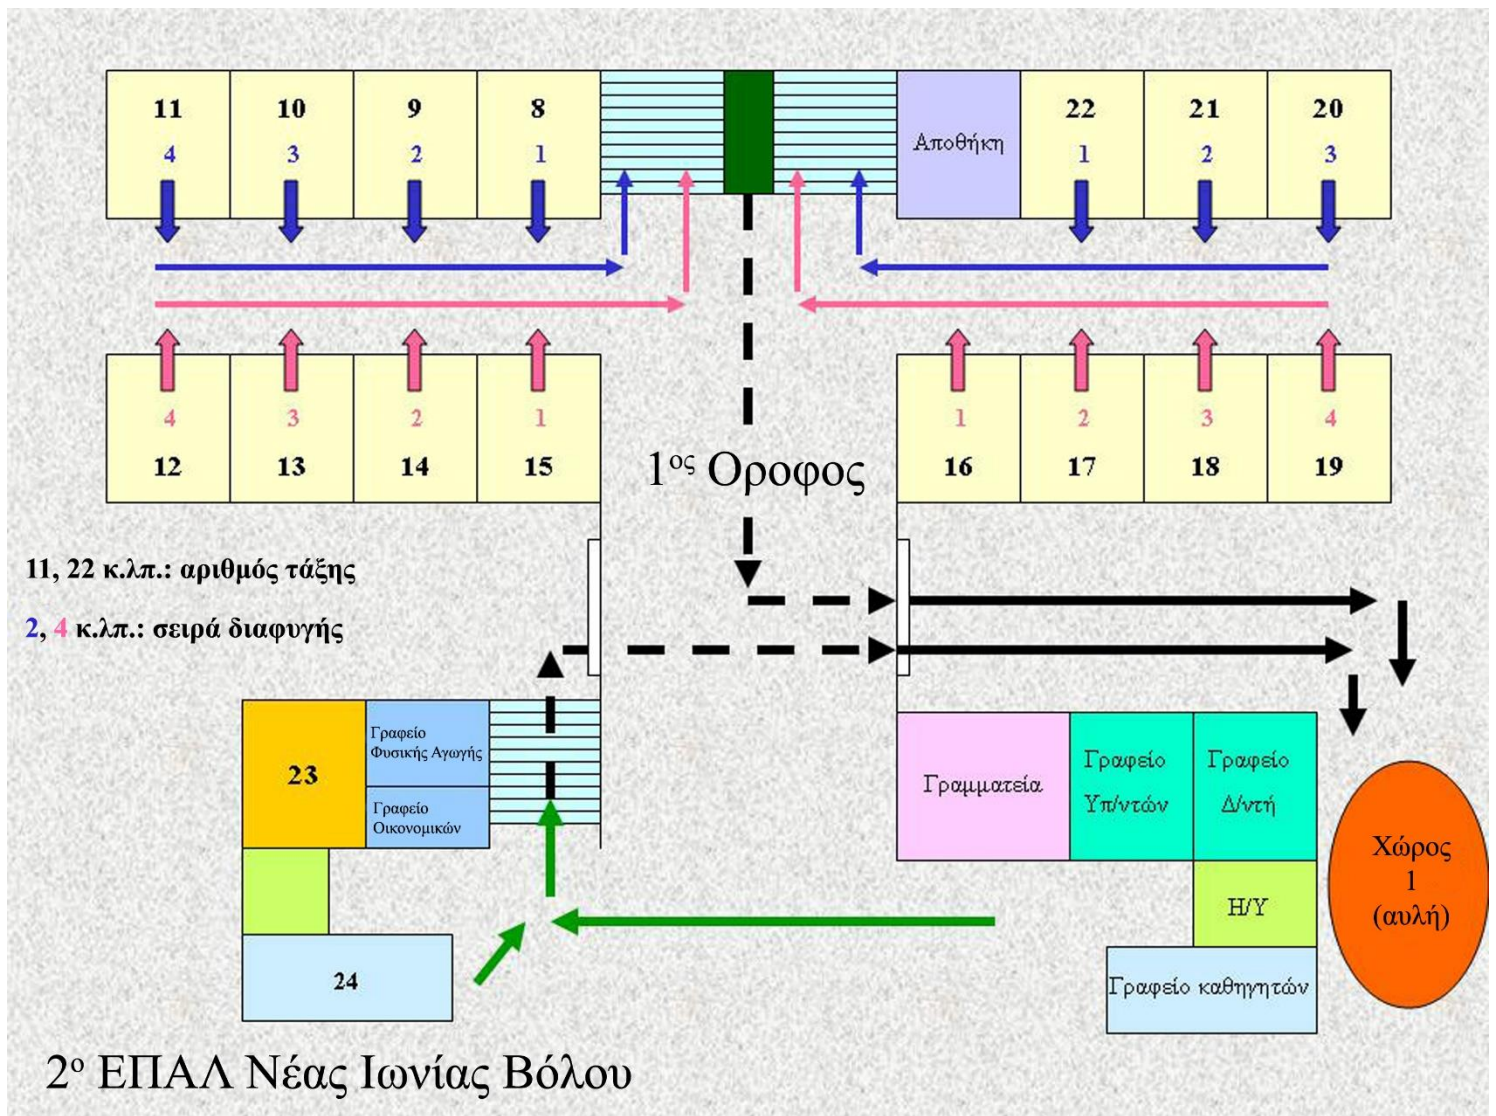 11 10 9 8 Αποθήκη 22 21 20
4 3 2 1 1 2 3
4 3 2 1 1 2 3 4
12 13 14 15 1ος Οροφος 16 17 18 19
11, 22 κ.λπ.: αριθμός τάξης
2, 4 κ.λπ.: σειρά διαφυγής
23
Γραφείο
Φυσικής Αγωγής
Γραφείο
Οικονομικών
Γραμματεία
Γραφείο
Υπ/ντών
Γραφείο
Δ/ντή
Χώρος
1
(αυλή)
Η/Υ
24
Γραφείο καθηγητών
2ο ΕΠΑΛ Νέας Ιωνίας Βόλου